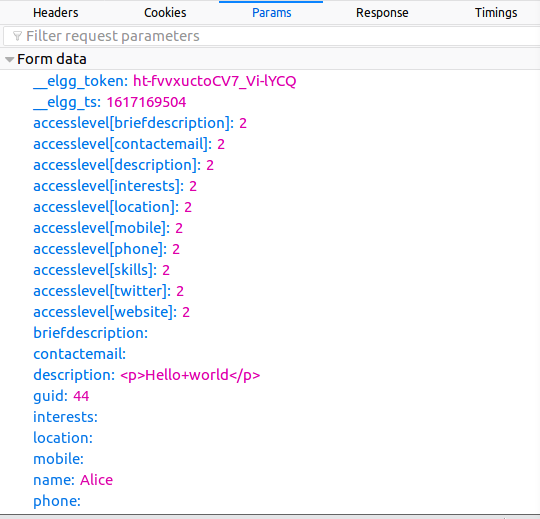 Headers Cookies Params Response Timings
Filter request parameters
Form data
__elgg_token: ht-fvvxuctoCV7_Vi-lYCQ
__elgg_ts: 1617169504
accesslevel[briefdescription]: 2
accesslevel[contactemail]: 2
accesslevel[description]: 2
accesslevel[interests]: 2
accesslevel[location]: 2
accesslevel[mobile]: 2
accesslevel[phone]: 2
accesslevel[skills]: 2
accesslevel[twitter]: 2
accesslevel[website]: 2
briefdescription:
contactemail:
description: <p>Hello+world</p>
guid: 44
interests:
location:
mobile:
name: Alice
phone: